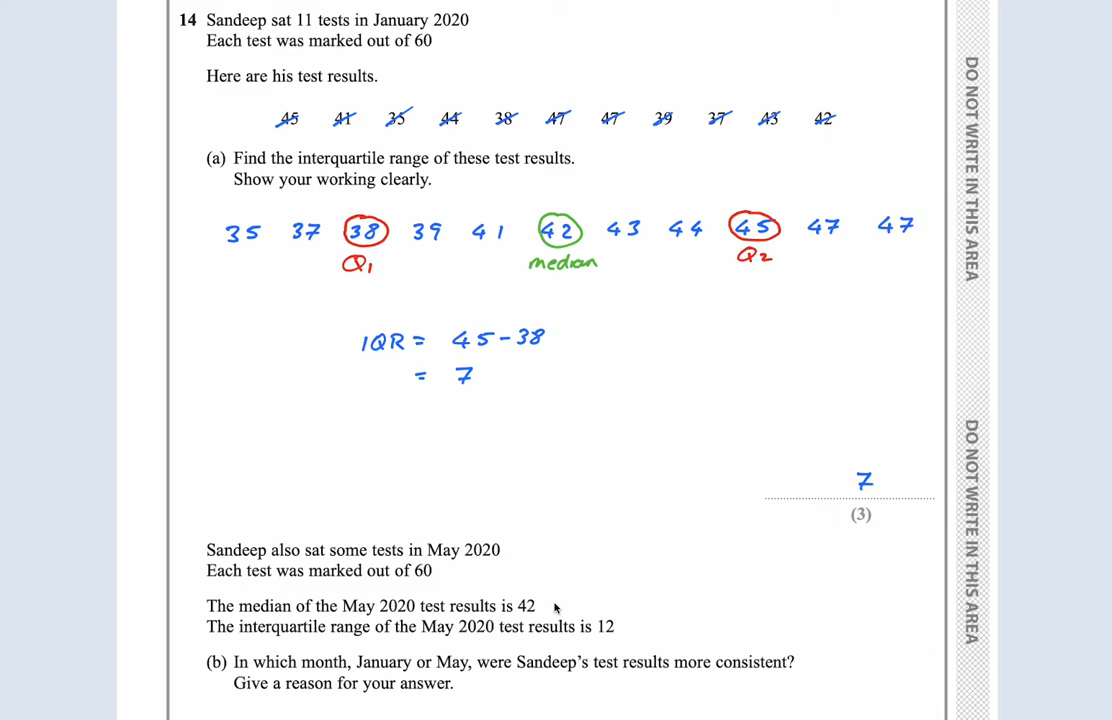 14 Sandeep sat 11 tests in January 2020
Each test was marked out of 60
Here are his test results.
45 41 35 44 38 47 47 39 37 43 42
(a) Find the interquartile range of these test results.
Show your working clearly.
35 37 38 39 41 42 43 44 45 47 47
Q1 median Q2
IQR = 45 - 38
= 7
7
(3)
Sandeep also sat some tests in May 2020
Each test was marked out of 60
The median of the May 2020 test results is 42
The interquartile range of the May 2020 test results is 12
(b) In which month, January or May, were Sandeep's test results more consistent?
Give a reason for your answer.
DO NOT WRITE IN THIS AREA
DO NOT WRITE IN THIS AREA